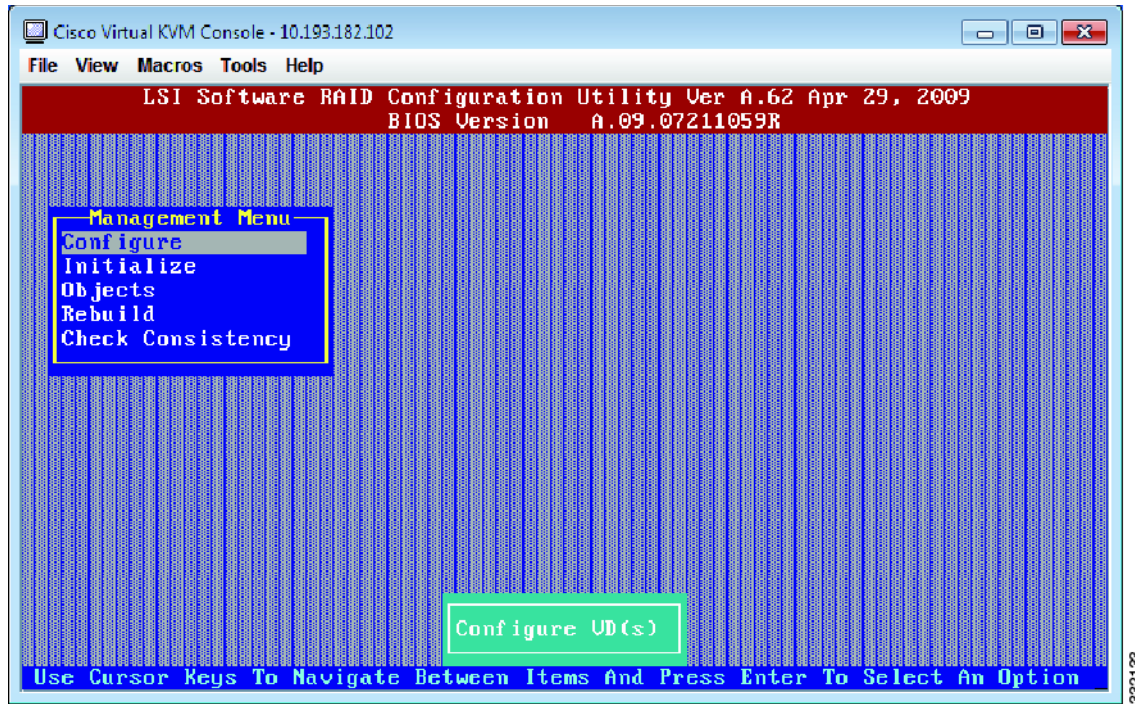 Cisco Virtual KVM Console - 10.193.182.102
File View Macros Tools Help
LSI Software RAID Configuration Utility Ver A.62 Apr 29, 2009
BIOS Version A.09.07211059R
Management Menu
Configure
Initialize
Objects
Rebuild
Check Consistency
Configure VD(s)
Use Cursor Keys To Navigate Between Items And Press Enter To Select An Option